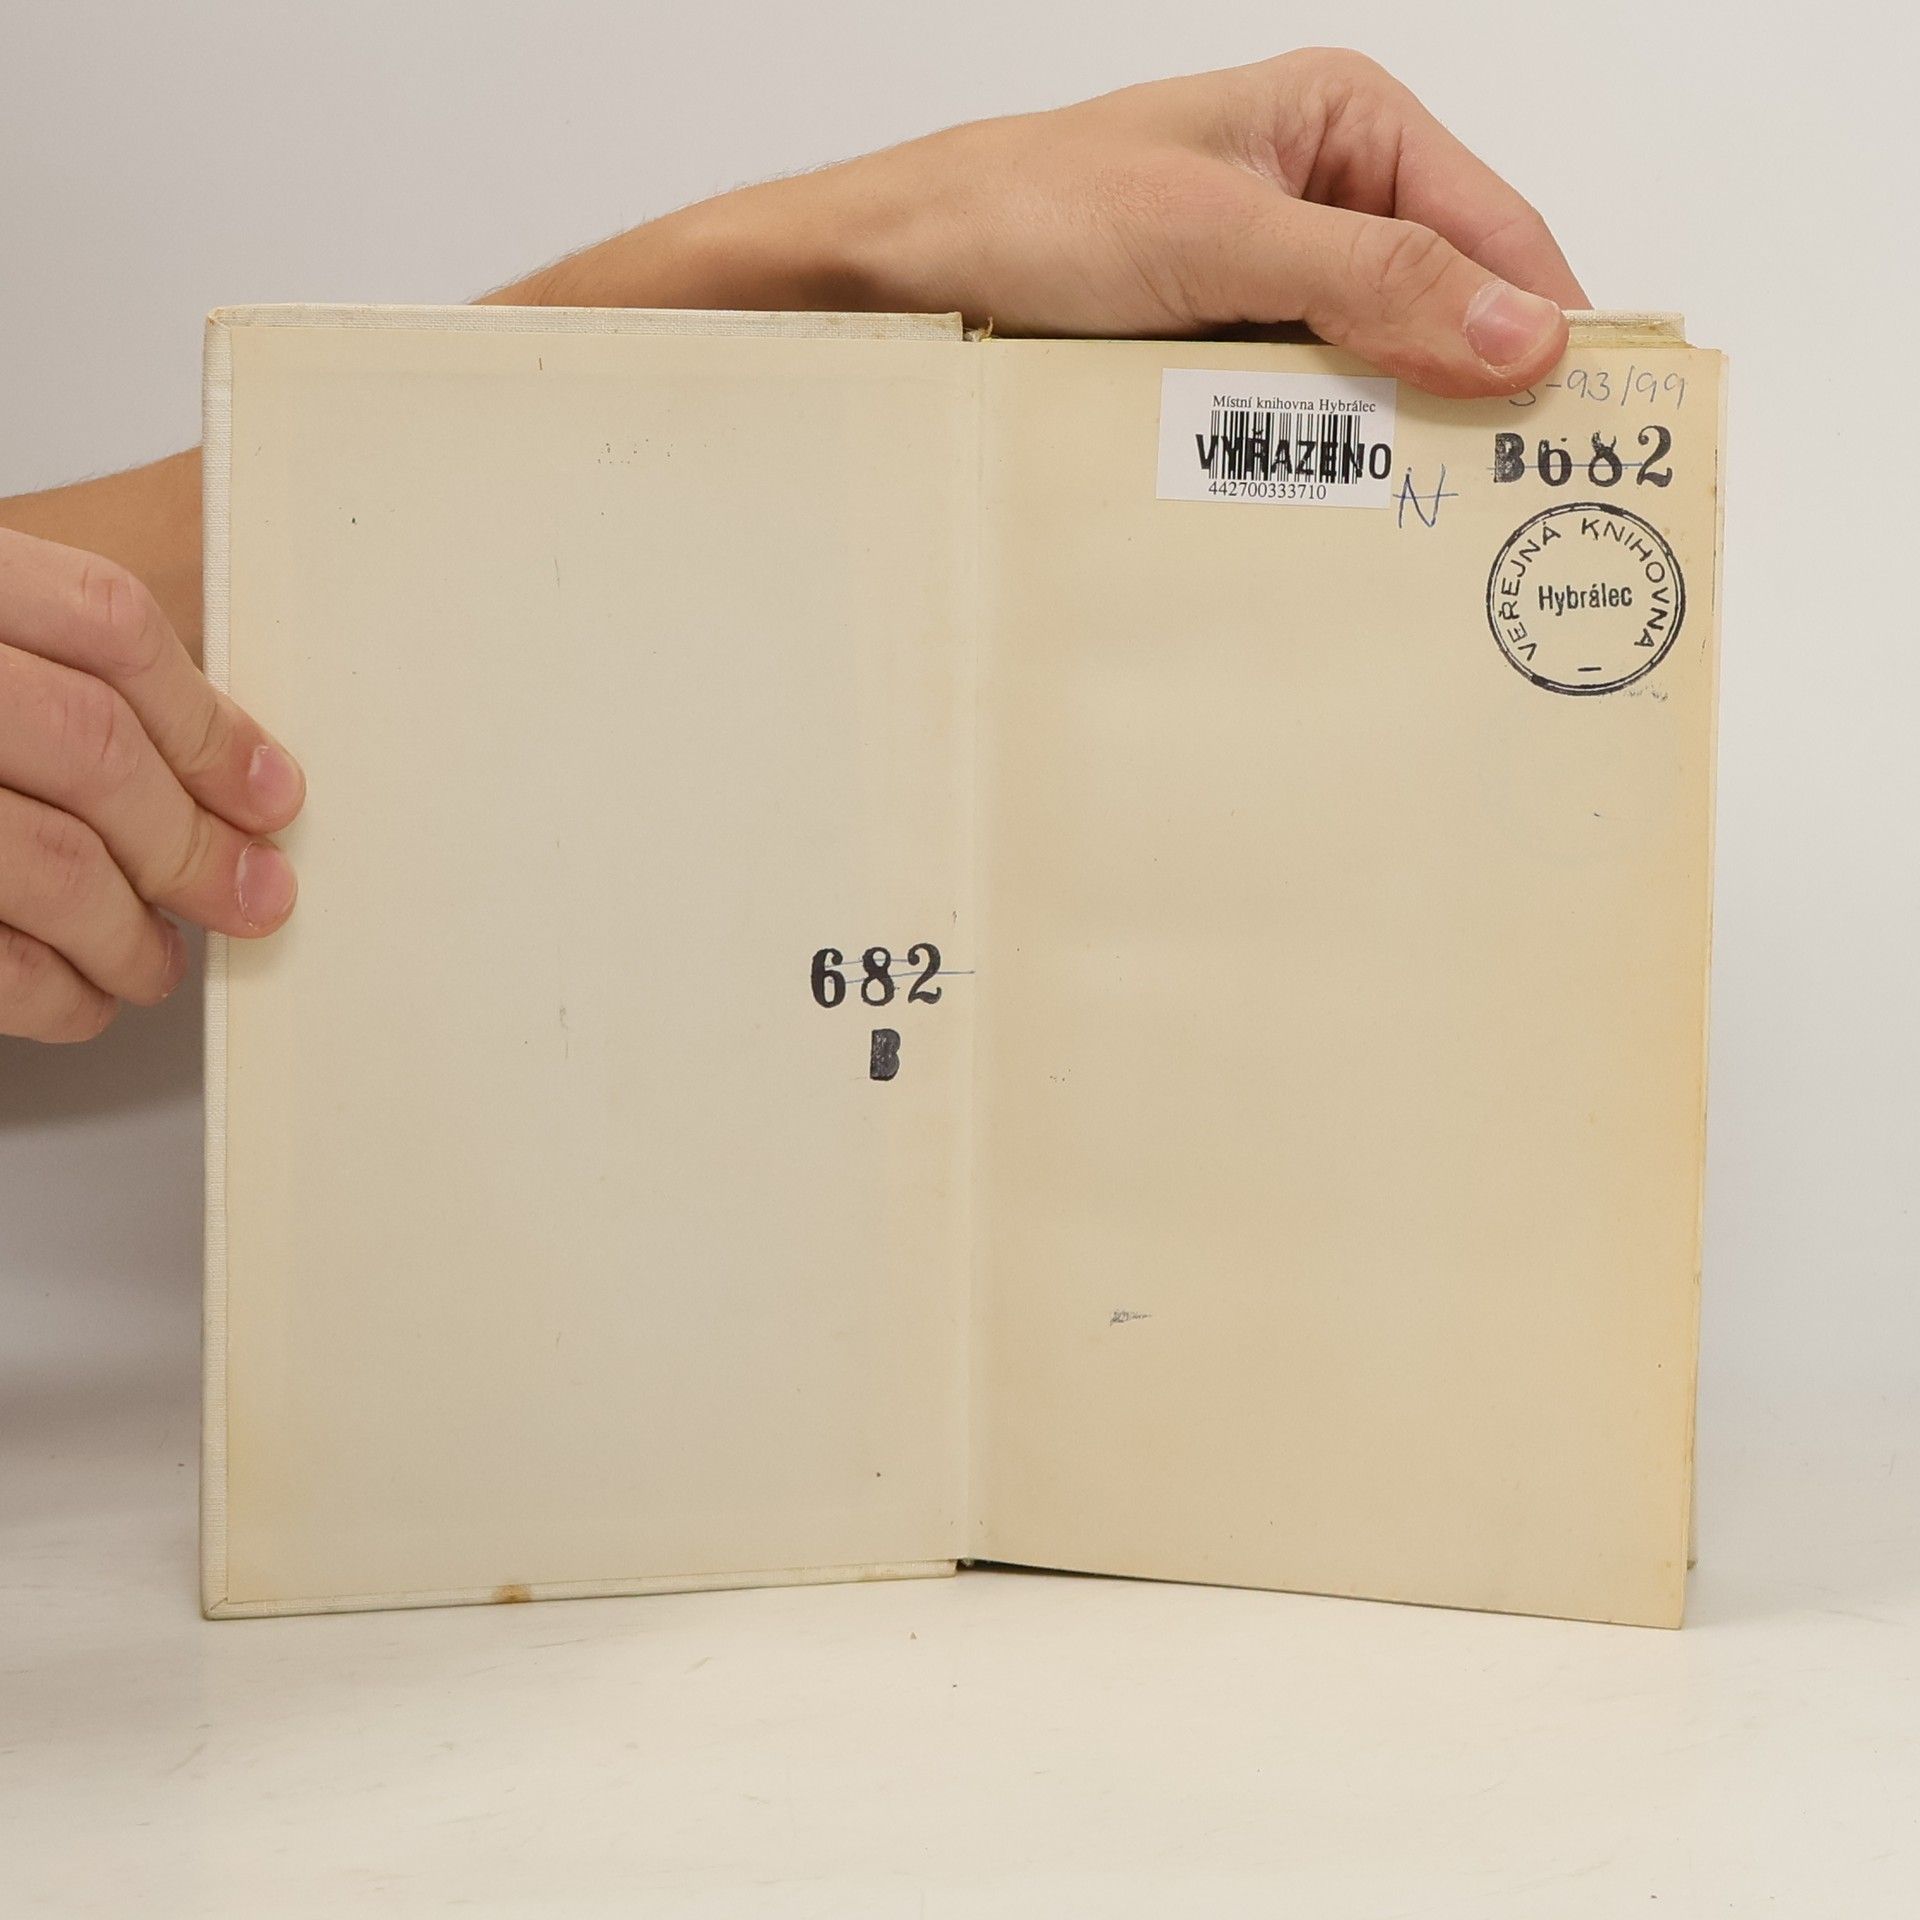 682
B
Místní knihovna Hybrálec
VYŘAZENO
442700333710
N
-93/99
B682
VEŘEJNÁ KNIHOVNA
Hybrálec